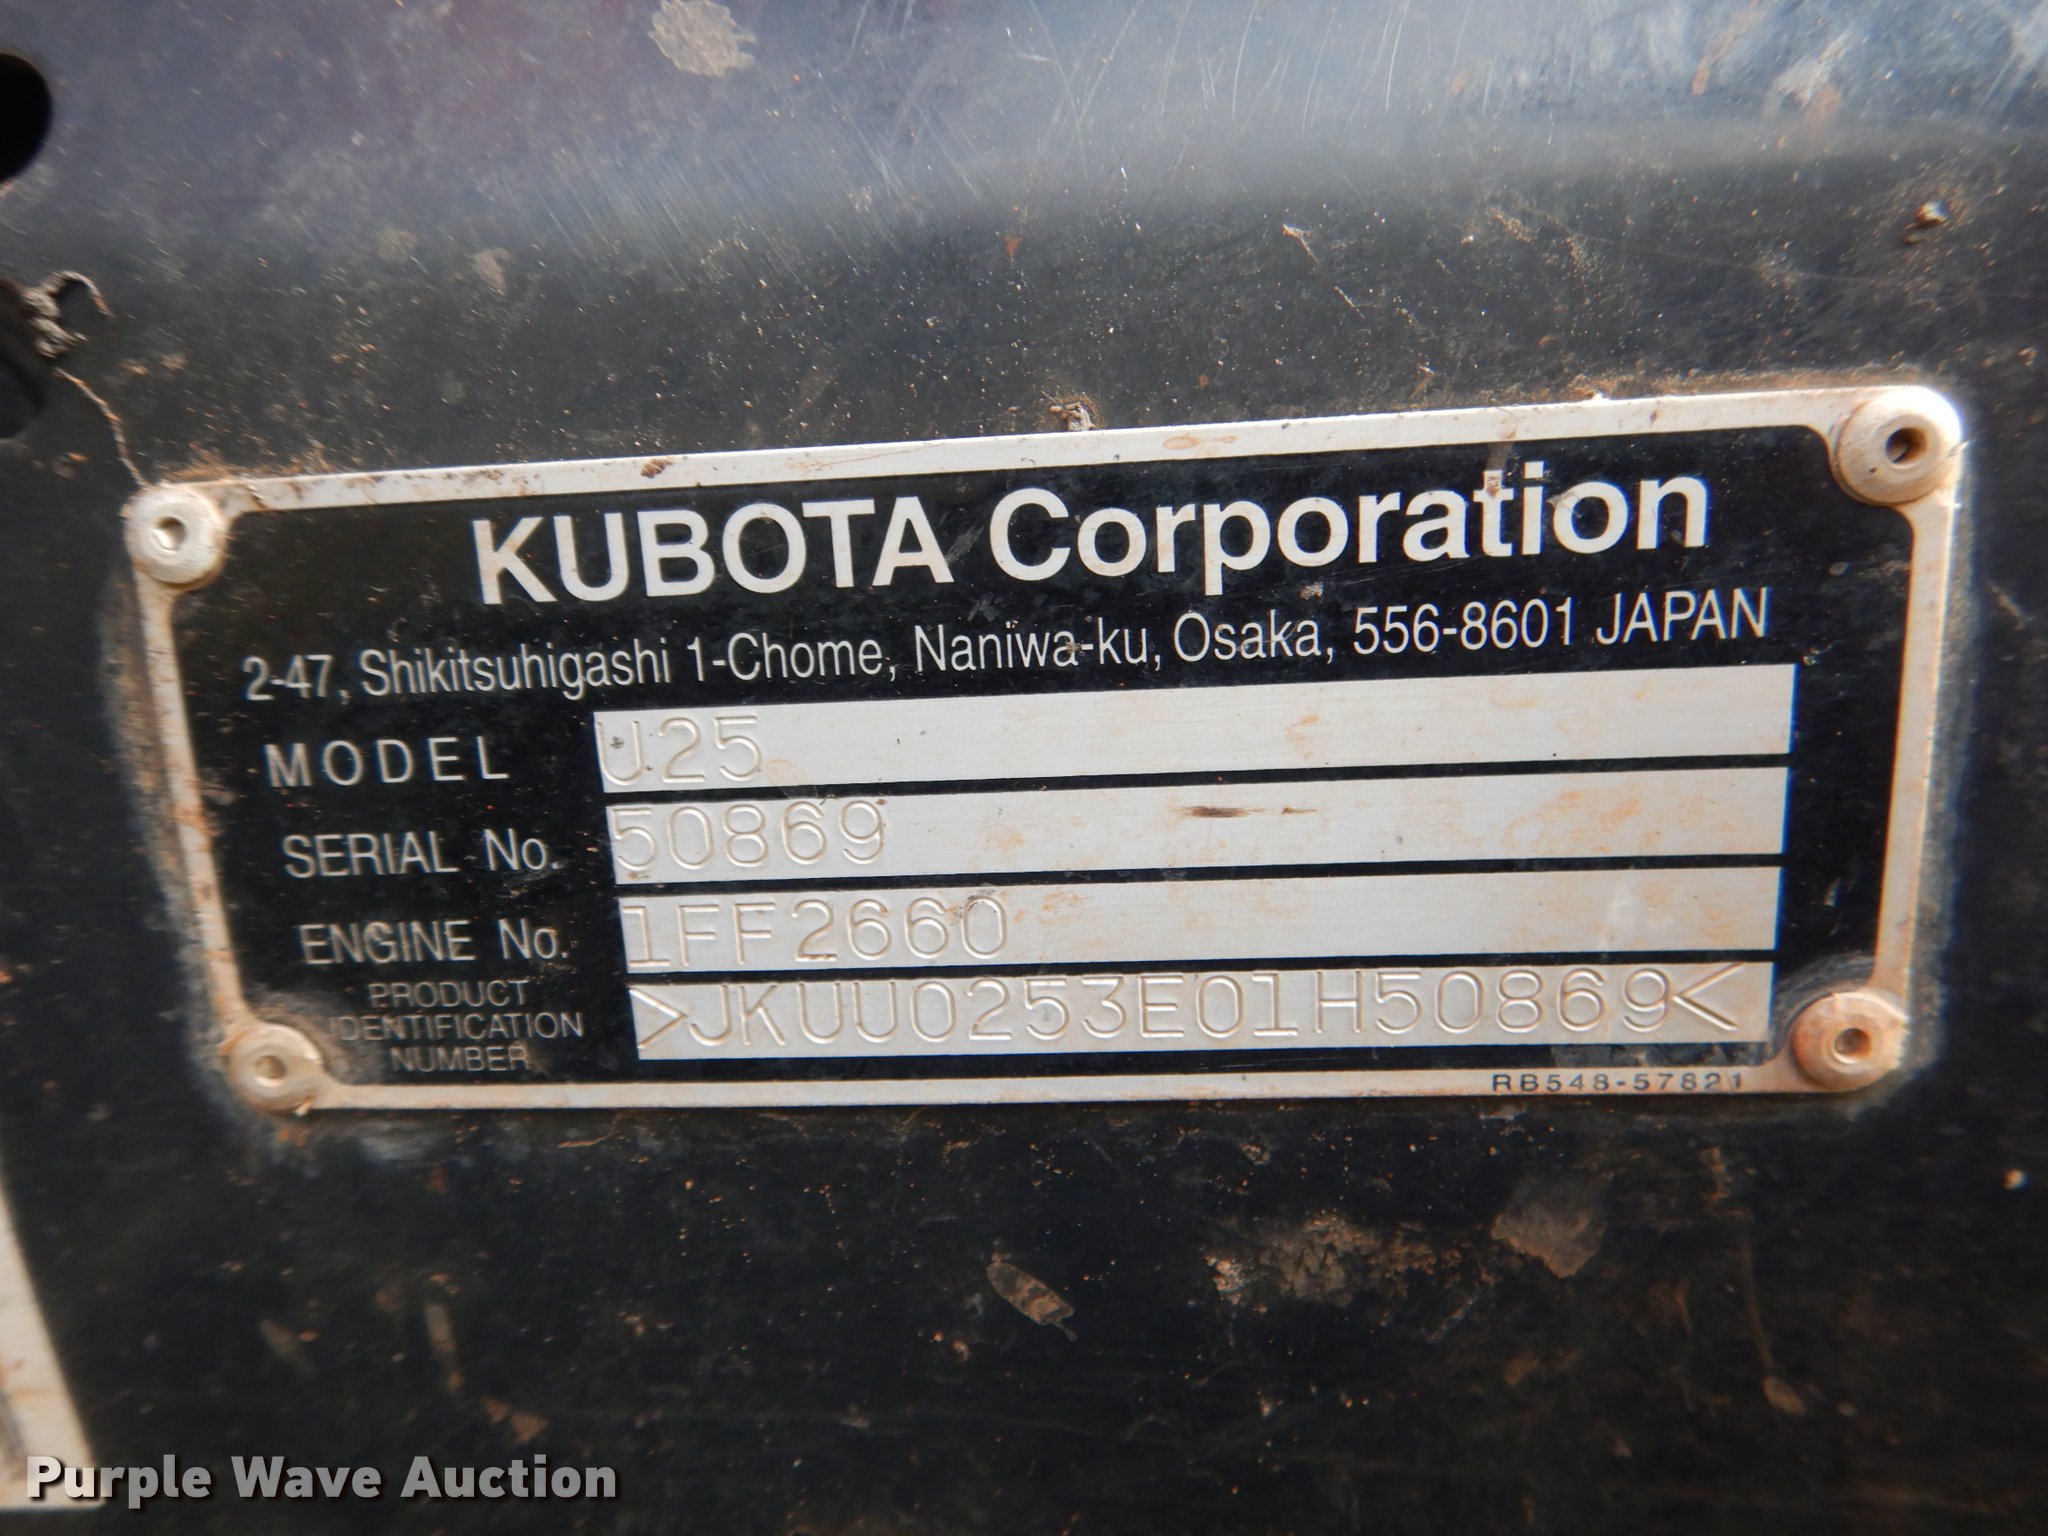 KUBOTA Corporation
2-47, Shikitsuhigashi 1-Chome, Naniwa-ku, Osaka, 556-8601 JAPAN
MODEL U25
SERIAL No. 50869
ENGINE No. 1FF2660
PRODUCT
IDENTIFICATION
NUMBER
>JKUU0253E01H50869<
RB548-57821
Purple Wave Auction